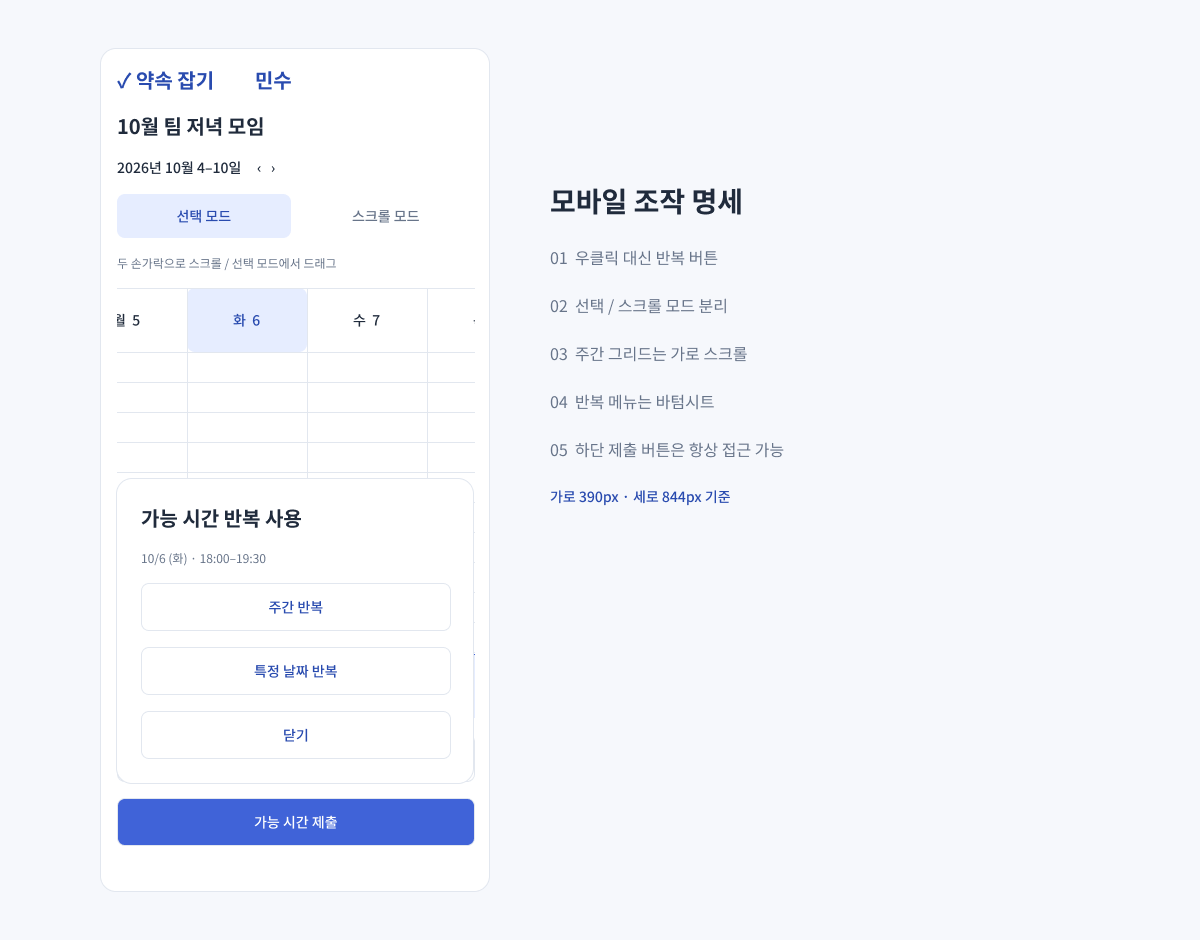 ✓ 약속 잡기 민수
10월 팀 저녁 모임
2026년 10월 4–10일 ‹ ›
선택 모드 스크롤 모드
두 손가락으로 스크롤 / 선택 모드에서 드래그
월 5 화 6 수 7
가능 시간 반복 사용
10/6 (화) · 18:00–19:30
주간 반복
특정 날짜 반복
닫기
가능 시간 제출
모바일 조작 명세
01 우클릭 대신 반복 버튼
02 선택 / 스크롤 모드 분리
03 주간 그리드는 가로 스크롤
04 반복 메뉴는 바텀시트
05 하단 제출 버튼은 항상 접근 가능
가로 390px · 세로 844px 기준